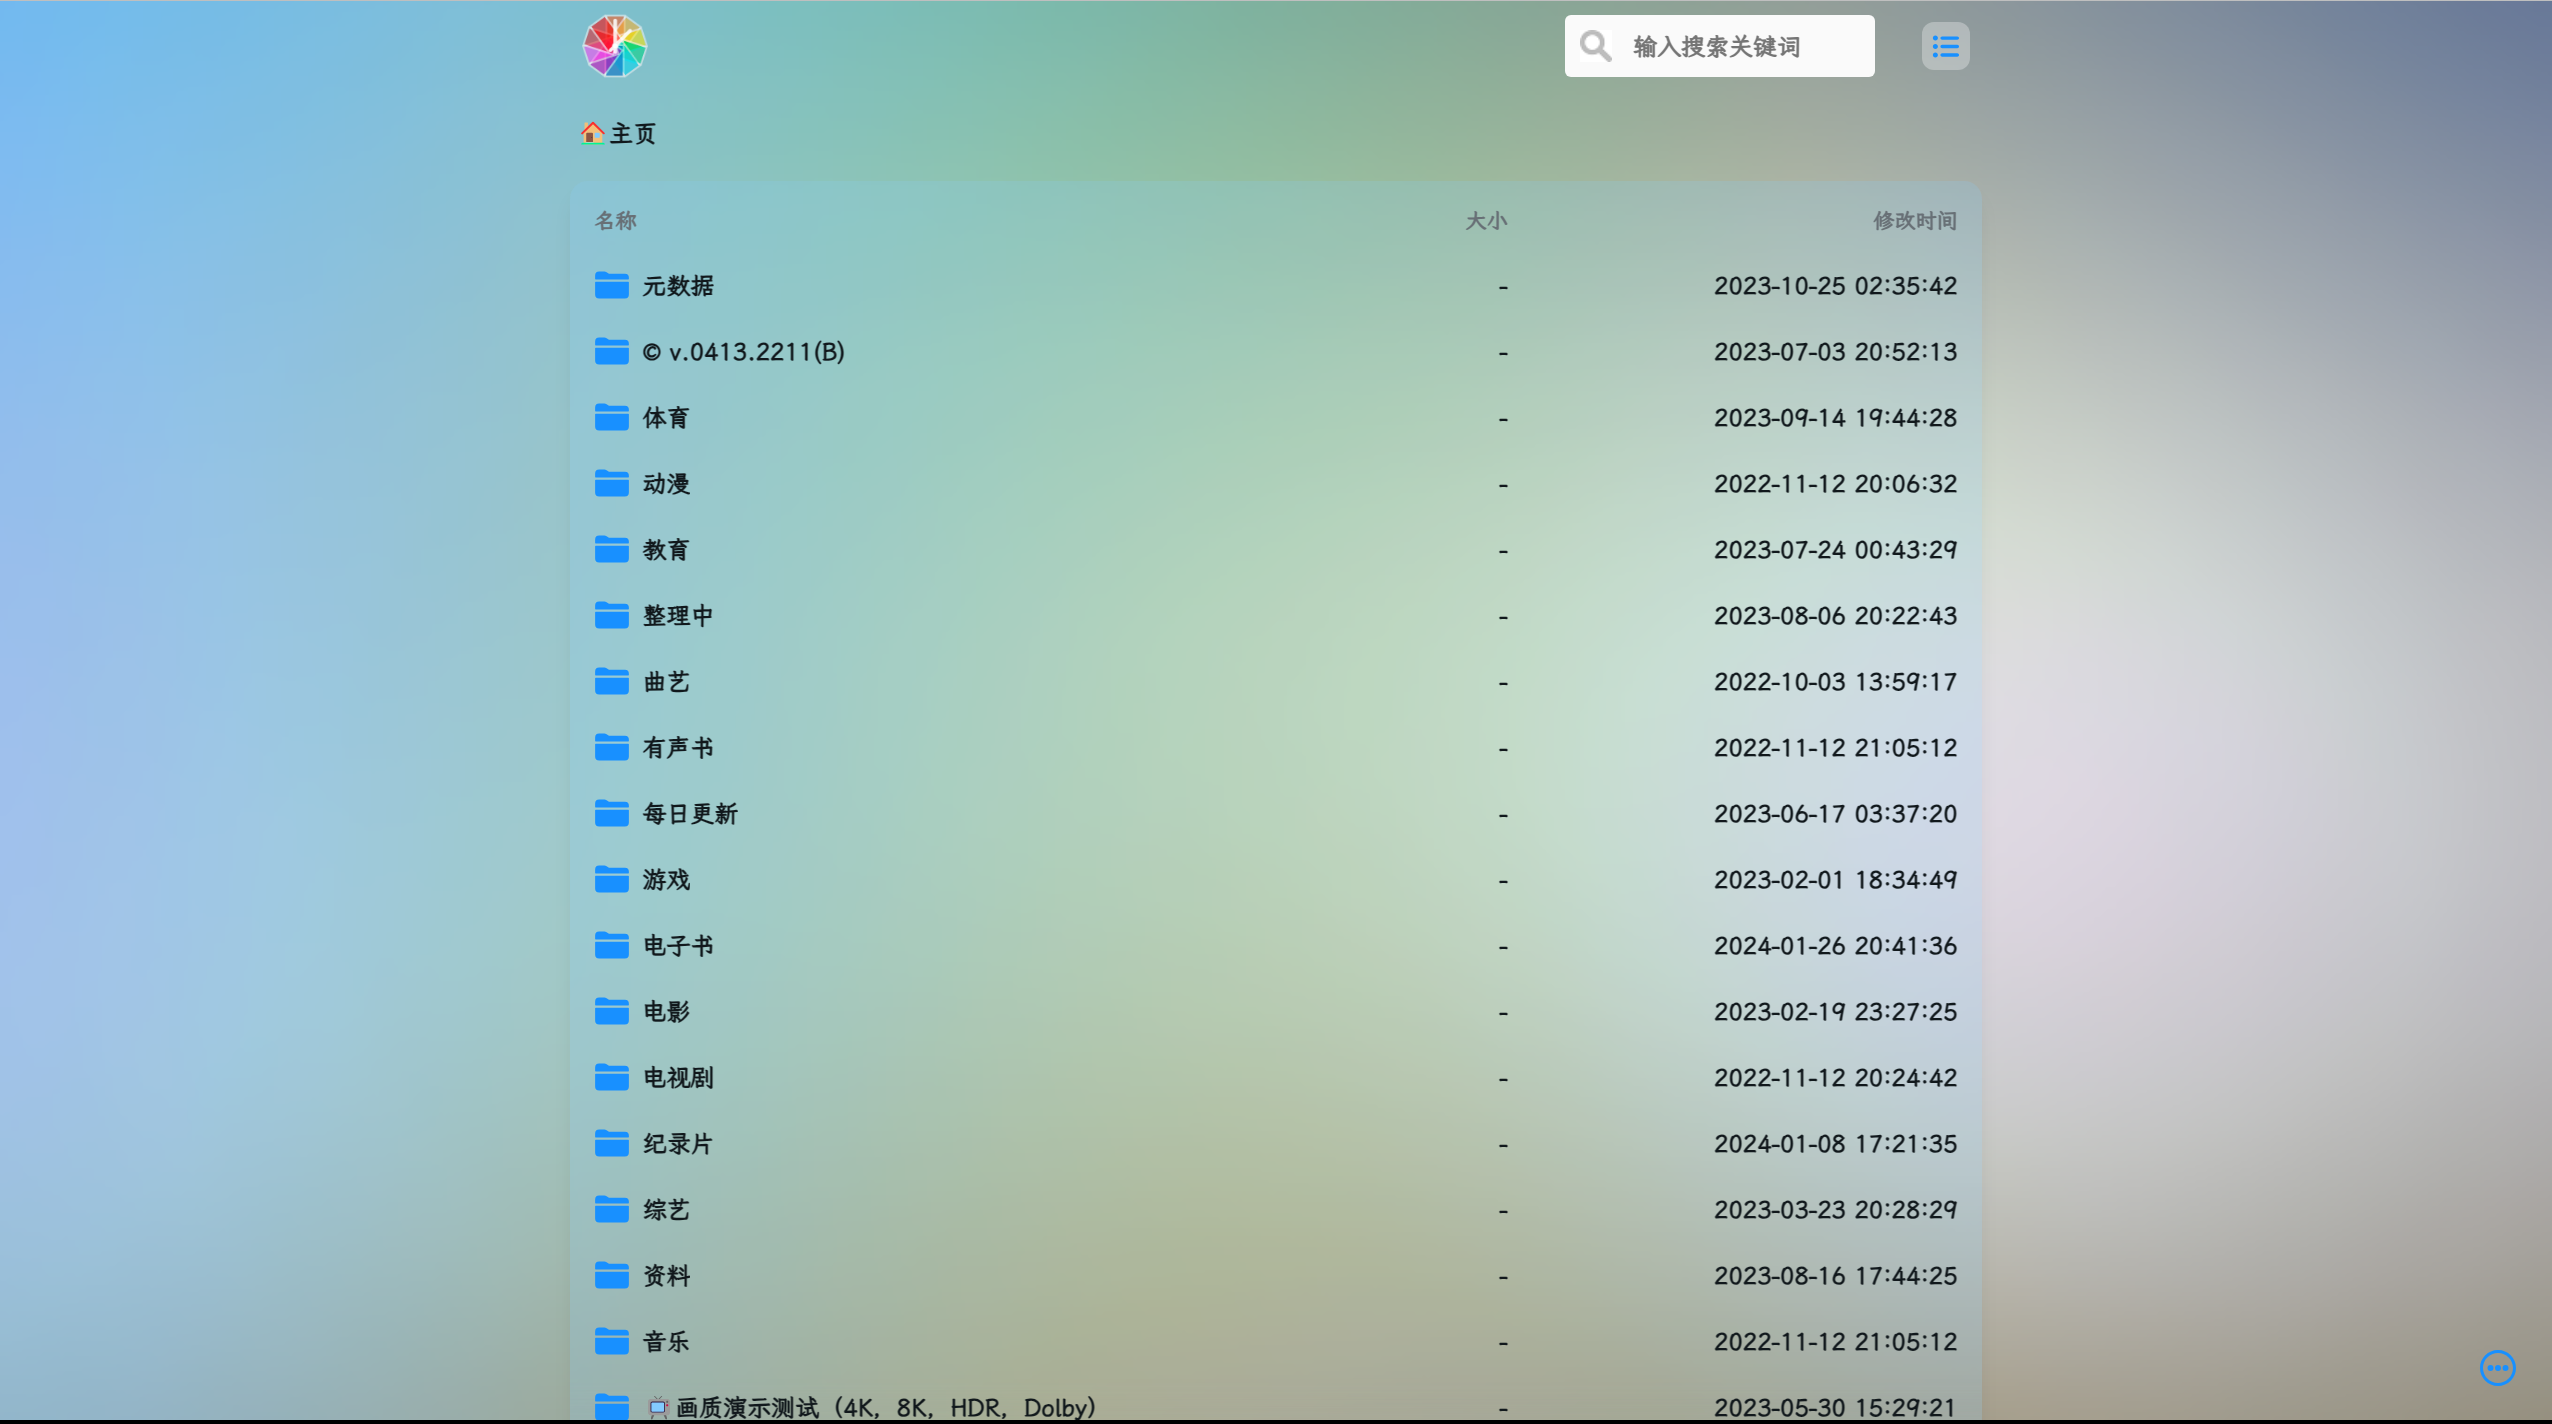 输入搜索关键词
主页
名称 大小 修改时间
元数据 - 2023-10-25 02:35:42
© v.0413.2211(B) - 2023-07-03 20:52:13
体育 - 2023-09-14 19:44:28
动漫 - 2022-11-12 20:06:32
教育 - 2023-07-24 00:43:29
整理中 - 2023-08-06 20:22:43
曲艺 - 2022-10-03 13:59:17
有声书 - 2022-11-12 21:05:12
每日更新 - 2023-06-17 03:37:20
游戏 - 2023-02-01 18:34:49
电子书 - 2024-01-26 20:41:36
电影 - 2023-02-19 23:27:25
电视剧 - 2022-11-12 20:24:42
纪录片 - 2024-01-08 17:21:35
综艺 - 2023-03-23 20:28:29
资料 - 2023-08-16 17:44:25
音乐 - 2022-11-12 21:05:12
画质演示测试（4K，8K，HDR，Dolby） - 2023-05-30 15:29:21